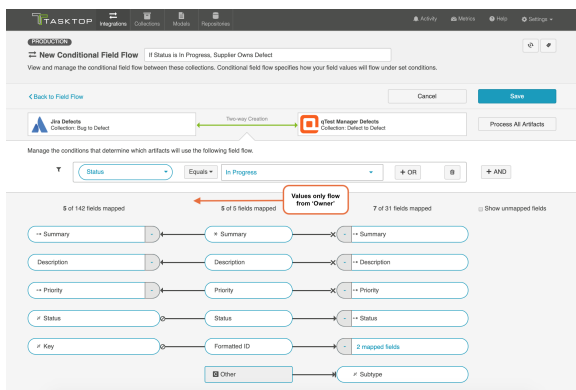 TASKTOP
Integrations
Collections
Models
Repositories
Activity
Metrics
Help
Settings
PRODUCTION
New Conditional Field Flow
If Status is In Progress, Supplier Owns Defect
View and manage the conditional field flow between these collections. Conditional field flow specifies how your field values will flow under set conditions.
Back to Field Flow
Cancel
Save
Jira Defects
Collection: Bug to Defect
Two-way Creation
qTest Manager Defects
Collection: Defect to Defect
Process All Artifacts
Manage the conditions that determine which artifacts will use the following field flow.
Status
Equals
In Progress
+ OR
+ AND
Values only flow
from 'Owner'
5 of 142 fields mapped
5 of 5 fields mapped
7 of 31 fields mapped
Show unmapped fields
Summary
Summary
Summary
Description
Description
Description
Priority
Priority
Priority
Status
Status
Status
Key
Formatted ID
2 mapped fields
Other
Subtype